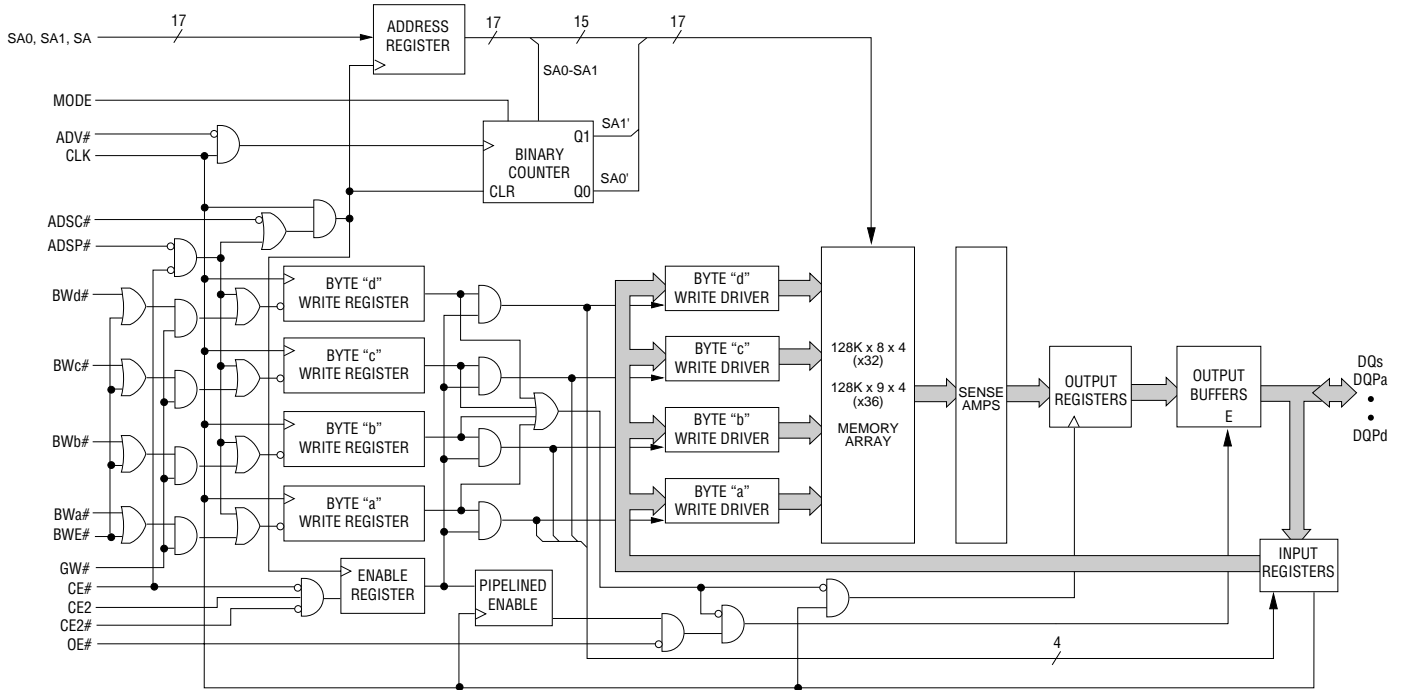 17
SA0, SA1, SA
ADDRESS
REGISTER
17
15
17
SA0-SA1
MODE
ADV#
CLK
BINARY
COUNTER
CLR
Q1
Q0
SA1'
SA0'
ADSC#
ADSP#
BWd#
BYTE “d”
WRITE REGISTER
BYTE “d”
WRITE DRIVER
BWc#
BYTE “c”
WRITE REGISTER
BYTE “c”
WRITE DRIVER
BWb#
BYTE “b”
WRITE REGISTER
BYTE “b”
WRITE DRIVER
BWa#
BWE#
BYTE “a”
WRITE REGISTER
BYTE “a”
WRITE DRIVER
128K x 8 x 4
(x32)
128K x 9 x 4
(x36)
MEMORY
ARRAY
SENSE
AMPS
OUTPUT
REGISTERS
OUTPUT
BUFFERS
E
DQs
DQPa
•
•
DQPd
GW#
CE#
CE2
CE2#
OE#
ENABLE
REGISTER
PIPELINED
ENABLE
INPUT
REGISTERS
4